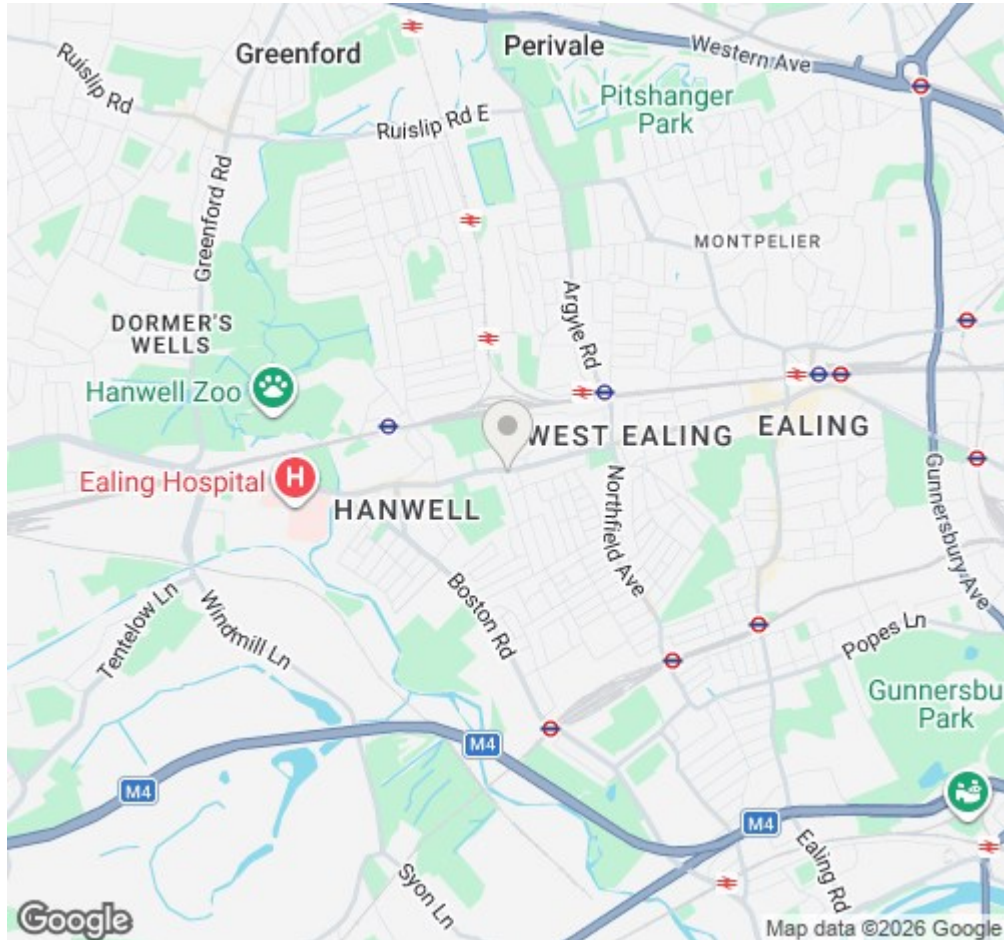 Greenford
Perivale
Western Ave
Ruislip Rd
Pitshanger
Park
Ruislip Rd E
Greenford Rd
MONTPELIER
Argyle Rd
DORMER'S
WELLS
Hanwell Zoo
WEST EALING
EALING
Ealing Hospital
H
HANWELL
Northfield Ave
Gunnersbury Ave
Boston Rd
Tentelow Ln
Windmill Ln
Popes Ln
Gunnersbu
Park
M4
M4
M4
Ealing Rd
Syon Ln
Google
Map data ©2026 Google